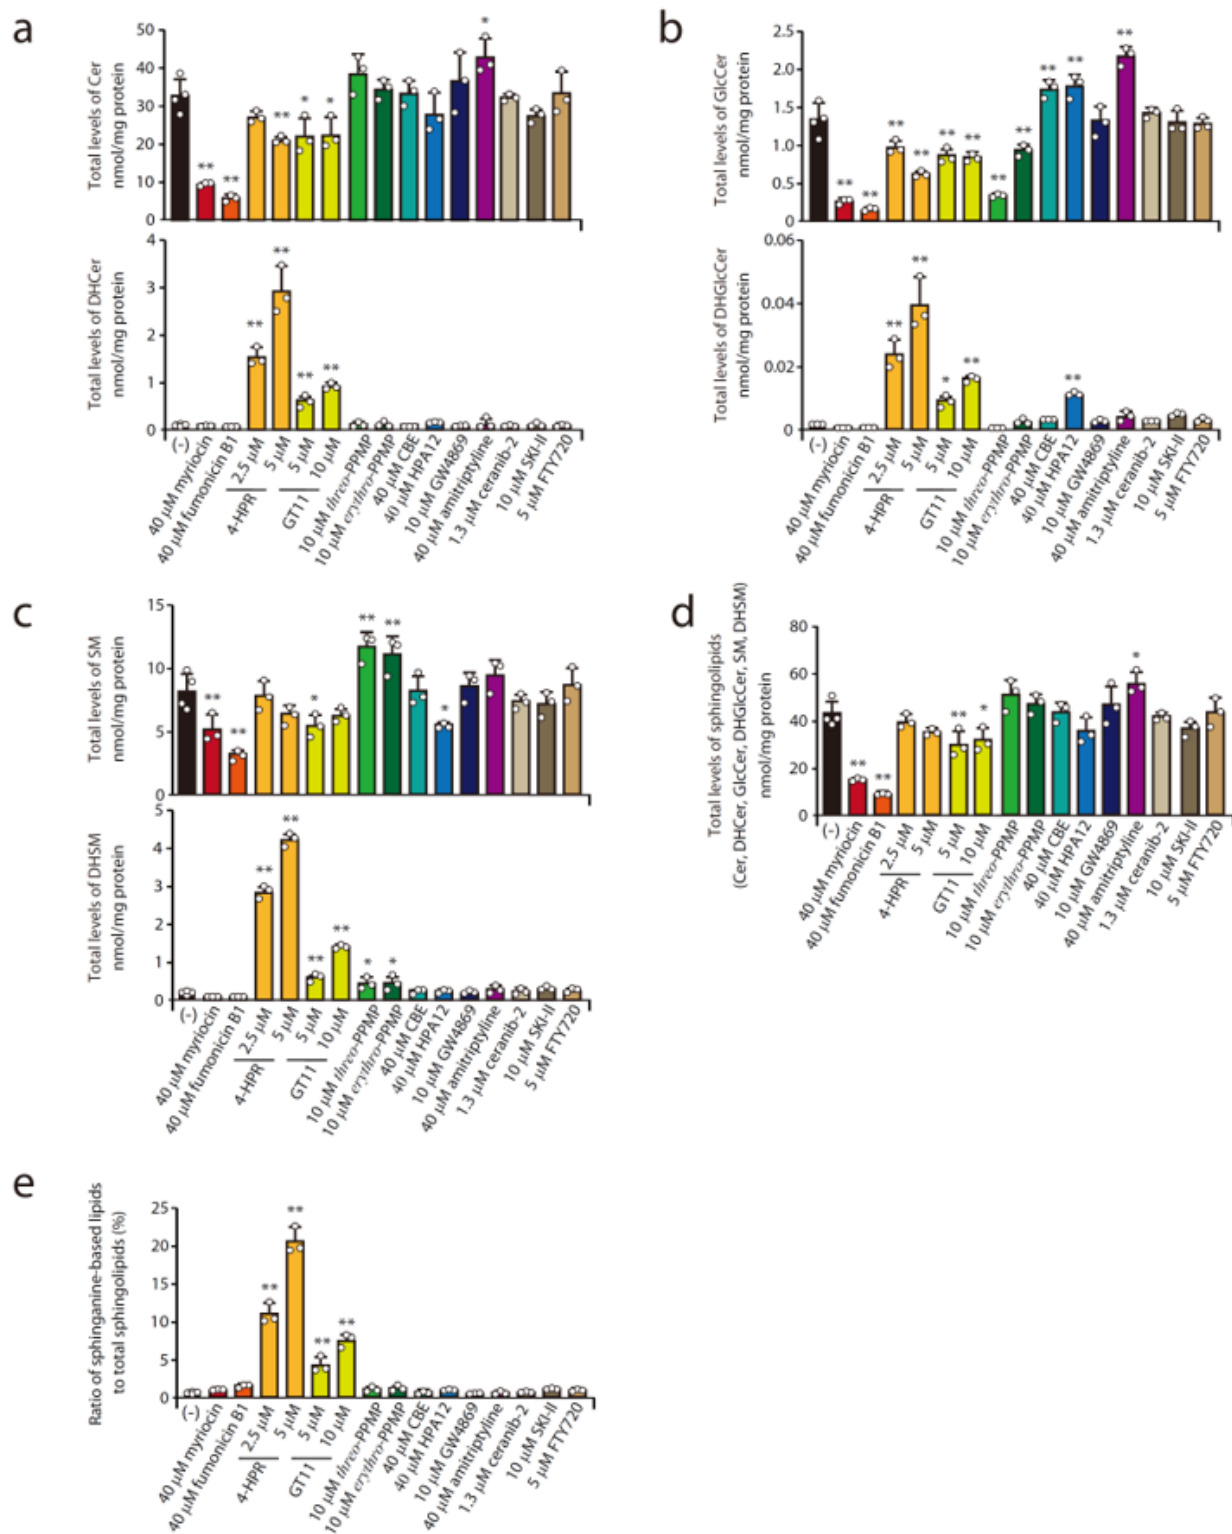 a
Total levels of Cer
nmol/mg protein
50
40
30
20
10
0
**
**
**
*
*
*
Total levels of DHCer
nmol/mg protein
4
3
2
1
0
**
**
**
**
(-)
40 µM myriocin
40 µM fumonicin B1
2.5 µM
5 µM
4-HPR
5 µM
10 µM
GT11
10 µM threo-PPMP
10 µM erythro-PPMP
40 µM CBE
40 µM HPA12
10 µM GW4869
40 µM amitriptyline
1.3 µM ceranib-2
10 µM SKI-II
5 µM FTY720
b
Total levels of GlcCer
nmol/mg protein
2.5
2.0
1.5
1.0
0.5
0
**
**
**
**
**
**
**
**
**
**
Total levels of DHGlcCer
nmol/mg protein
0.06
0.04
0.02
0
**
**
*
**
**
(-)
40 µM myriocin
40 µM fumonicin B1
2.5 µM
5 µM
4-HPR
5 µM
10 µM
GT11
10 µM threo-PPMP
10 µM erythro-PPMP
40 µM CBE
40 µM HPA12
10 µM GW4869
40 µM amitriptyline
1.3 µM ceranib-2
10 µM SKI-II
5 µM FTY720
c
Total levels of SM
nmol/mg protein
15
10
5
0
**
**
*
**
**
*
Total levels of DHSM
nmol/mg protein
5
4
3
2
1
0
**
**
**
**
*
*
(-)
40 µM myriocin
40 µM fumonicin B1
2.5 µM
5 µM
4-HPR
5 µM
10 µM
GT11
10 µM threo-PPMP
10 µM erythro-PPMP
40 µM CBE
40 µM HPA12
10 µM GW4869
40 µM amitriptyline
1.3 µM ceranib-2
10 µM SKI-II
5 µM FTY720
d
Total levels of sphingolipids
(Cer, DHCer, GlcCer, DHGlcCer, SM, DHSM)
nmol/mg protein
80
60
40
20
0
**
**
**
*
*
(-)
40 µM myriocin
40 µM fumonicin B1
2.5 µM
5 µM
4-HPR
5 µM
10 µM
GT11
10 µM threo-PPMP
10 µM erythro-PPMP
40 µM CBE
40 µM HPA12
10 µM GW4869
40 µM amitriptyline
1.3 µM ceranib-2
10 µM SKI-II
5 µM FTY720
e
Ratio of sphinganine-based lipids
to total sphingolipids (%)
25
20
15
10
5
0
**
**
**
**
(-)
40 µM myriocin
40 µM fumonicin B1
2.5 µM
5 µM
4-HPR
5 µM
10 µM
GT11
10 µM threo-PPMP
10 µM erythro-PPMP
40 µM CBE
40 µM HPA12
10 µM GW4869
40 µM amitriptyline
1.3 µM ceranib-2
10 µM SKI-II
5 µM FTY720